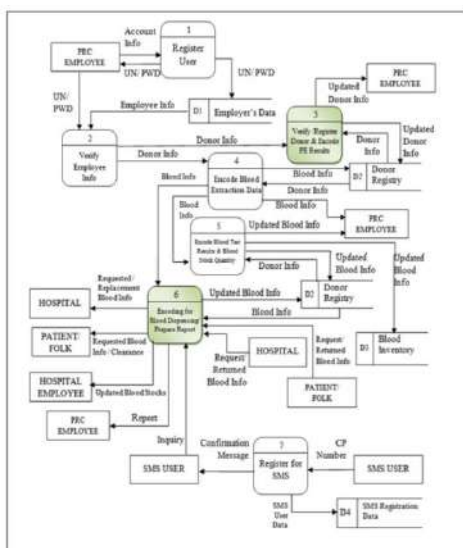 Account
Info
1
Register
User
PRC
EMPLOYEE
UN/ PWD
UN/
PWD
UN/ PWD
Employee Info
D1
Employer's Data
PRC
EMPLOYEE
Updated
Donor Info
3
Verify/Register
Donor & Encode
PE Results
Updated
Donor
Info
Donor
Info
2
Verify
Employee
Info
Donor Info
Donor Info
4
Encode Blood
Extraction Data
Blood Info
Donor Info
D2
Donor
Registry
Blood Info
Blood
Info
Blood Info
PRC
EMPLOYEE
5
Encode Blood Test
Results & Blood
Stock Quantity
Updated Blood Info
Updated
Blood Info
Updated
Blood
Info
Donor Info
Requested/
Replacement
Blood Info
HOSPITAL
6
Encoding for
Blood Dispensing/
Prepare Report
Updated Blood Info
D2
Donor
Registry
Blood Info
PATIENT/
FOLK
Requested Blood
Info / Clearance
HOSPITAL
Request/
Returned
Blood Info
Request/
Returned
Blood Info
D3
Blood
Inventory
HOSPITAL
EMPLOYEE
Updated Blood Stocks
PATIENT/
FOLK
PRC
EMPLOYEE
Report
Inquiry
Confirmation
Message
7
Register for
SMS
CP
Number
SMS USER
SMS USER
SMS
User
Data
D4
SMS Registration
Data